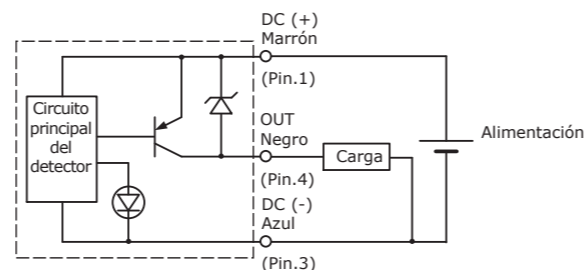 DC (+)
Marrón
(Pin.1)
Circuito
principal
del
detector
OUT
Negro
(Pin.4)
Carga
Alimentación
DC (-)
Azul
(Pin.3)